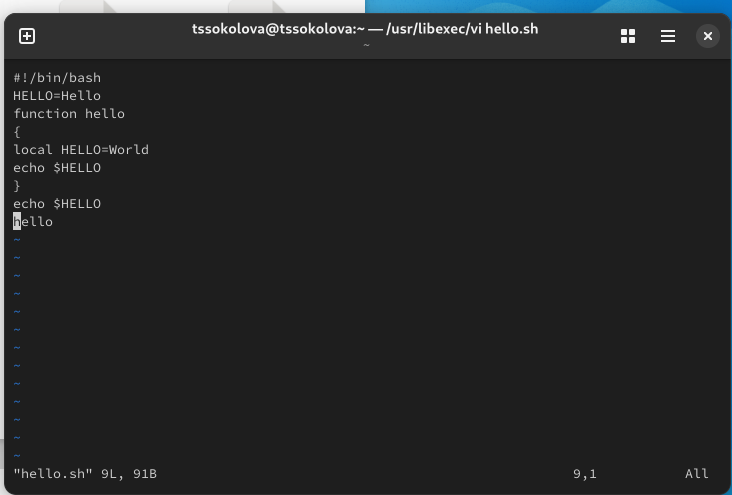 tssokolova@tssokolova:~ — /usr/libexec/vi hello.sh
~
#!/bin/bash
HELLO=Hello
function hello
{
local HELLO=World
echo $HELLO
}
echo $HELLO
hello
~
~
~
~
~
~
~
~
~
~
~
~
~
"hello.sh" 9L, 91B 9,1 All